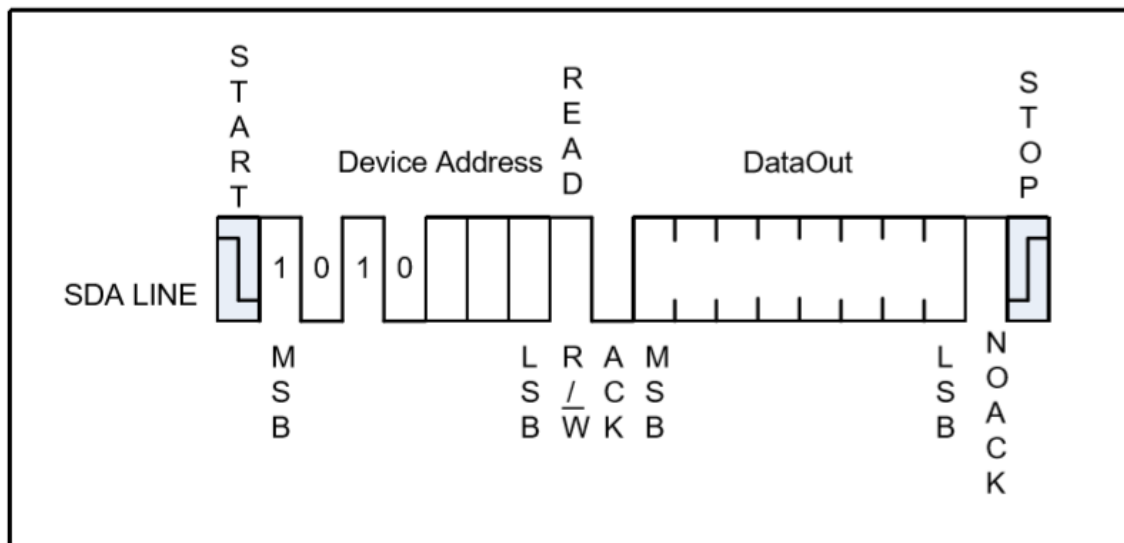 START
READ
STOP
Device Address
DataOut
SDA LINE
1 0 1 0
MSB
LSB
R/W̅
ACK
MSB
LSB
NOACK